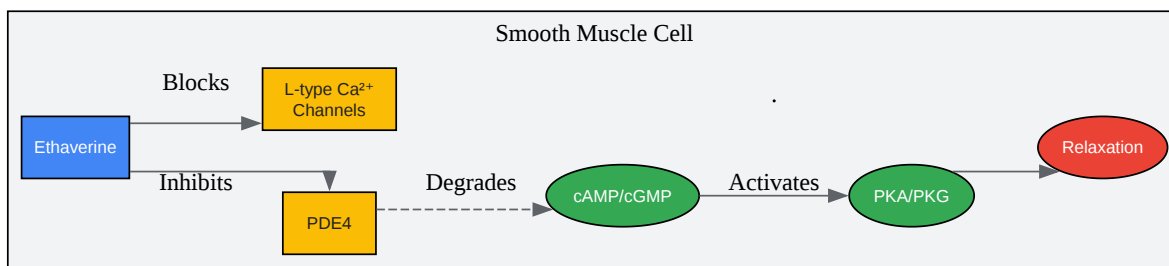 Smooth Muscle Cell
Blocks
L-type Ca²⁺
Channels
Ethaverine
Inhibits
PDE4
Degrades
cAMP/cGMP
Activates
PKA/PKG
Relaxation